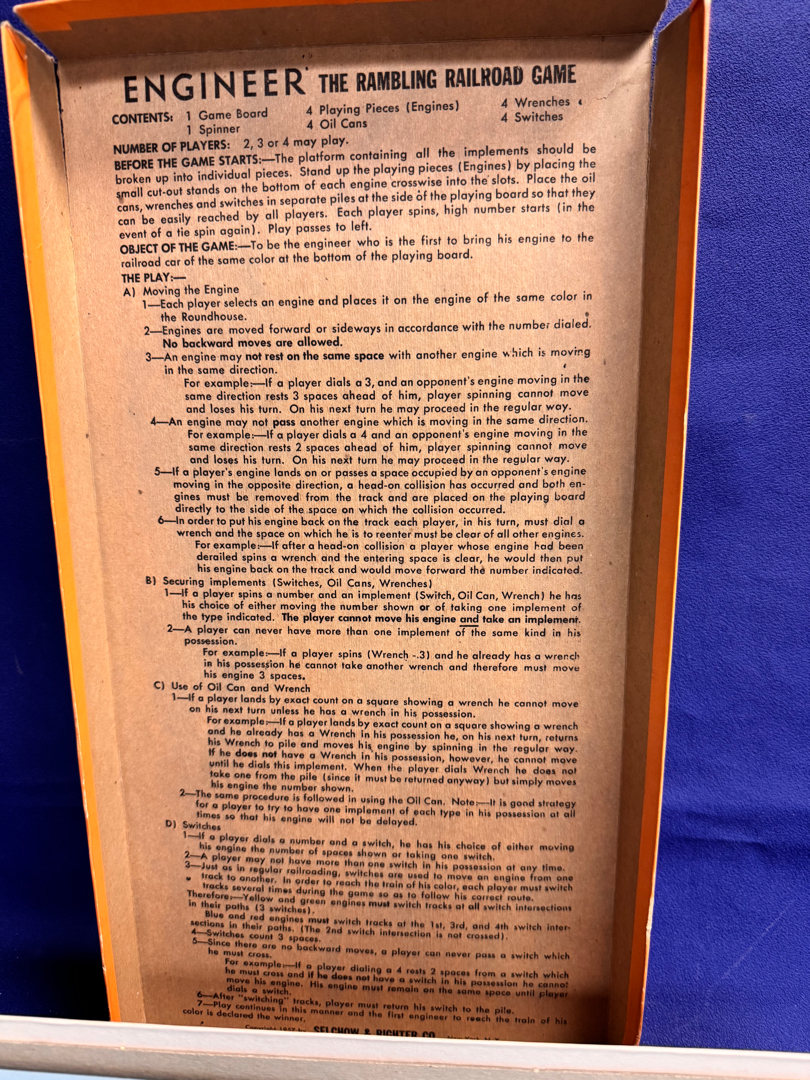 ENGINEER THE RAMBLING RAILROAD GAME
CONTENTS: 1 Game Board 4 Playing Pieces (Engines) 4 Wrenches
1 Spinner 4 Oil Cans 4 Switches
NUMBER OF PLAYERS: 2, 3 or 4 may play.
BEFORE THE GAME STARTS:—The platform containing all the implements should be
broken up into individual pieces. Stand up the playing pieces (Engines) by placing the
small cut-out stands on the bottom of each engine crosswise into the slots. Place the oil
cans, wrenches and switches in separate piles at the side of the playing board so that they
can be easily reached by all players. Each player spins, high number starts (in the
event of a tie spin again). Play passes to left.
OBJECT OF THE GAME:—To be the engineer who is the first to bring his engine to the
railroad car of the same color at the bottom of the playing board.
THE PLAY:—
A) Moving the Engine
1—Each player selects an engine and places it on the engine of the same color in
the Roundhouse.
2—Engines are moved forward or sideways in accordance with the number dialed.
No backward moves are allowed.
3—An engine may not rest on the same space with another engine which is moving
in the same direction.
For example:—If a player dials a 3, and an opponent's engine moving in the
same direction rests 3 spaces ahead of him, player spinning cannot move
and loses his turn. On his next turn he may proceed in the regular way.
4—An engine may not pass another engine which is moving in the same direction.
For example:—If a player dials a 4 and an opponent's engine moving in the
same direction rests 2 spaces ahead of him, player spinning cannot move
and loses his turn. On his next turn he may proceed in the regular way.
5—If a player's engine lands on or passes a space occupied by an opponent's engine
moving in the opposite direction, a head-on collision has occurred and both en-
gines must be removed from the track and are placed on the playing board
directly to the side of the space on which the collision occurred.
6—In order to put his engine back on the track each player, in his turn, must dial a
wrench and the space on which he is to reenter must be clear of all other engines.
For example:—If after a head-on collision a player whose engine had been
derailed spins a wrench and the entering space is clear, he would then put
his engine back on the track and would move forward the number indicated.
B) Securing implements (Switches, Oil Cans, Wrenches)
1—If a player spins a number and an implement (Switch, Oil Can, Wrench) he has
his choice of either moving the number shown or of taking one implement of
the type indicated. The player cannot move his engine and take an implement.
2—A player can never have more than one implement of the same kind in his
possession.
For example:—If a player spins (Wrench -.3) and he already has a wrench
in his possession he cannot take another wrench and therefore must move
his engine 3 spaces.
C) Use of Oil Can and Wrench
1—If a player lands by exact count on a square showing a wrench he cannot move
on his next turn unless he has a wrench in his possession.
For example:—If a player lands by exact count on a square showing a wrench
and he already has a Wrench in his possession he, on his next turn, returns
his Wrench to pile and moves his engine by spinning in the regular way.
If he does not have a Wrench in his possession, however, he cannot move
until he dials this implement. When the player dials Wrench he does not
take one from the pile (since it must be returned anyway) but simply moves
his engine the number shown.
2—The same procedure is followed in using the Oil Can. Note:—It is good strategy
for a player to try to have one implement of each type in his possession at all
times so that his engine will not be delayed.
D) Switches
1—If a player dials a number and a switch, he has his choice of either moving
his engine the number of spaces shown or taking one switch.
2—A player may not have more than one switch in his possession at any time.
3—Just as in regular railroading, switches are used to move an engine from one
track to another. In order to reach the train of his color, each player must switch
tracks several times during the game so as to follow his correct route.
Therefore:—Yellow and green engines must switch tracks at all switch intersections
in their paths (3 switches).
Blue and red engines must switch tracks at the 1st, 3rd, and 4th switch inter-
sections in their paths. (The 2nd switch intersection is not crossed).
4—Switches count 3 spaces.
5—Since there are no backward moves, a player can never pass a switch which
he must cross.
For example:—If a player dialing a 4 rests 2 spaces from a switch which
he must cross and if he does not have a switch in his possession he cannot
move his engine. His engine must remain on the same space until player
dials a switch.
6—After "switching" tracks, player must return his switch to the pile.
7—Play continues in this manner and the first engineer to reach the train of his
color is declared the winner.
SELCHOW & RIGHTER CO.